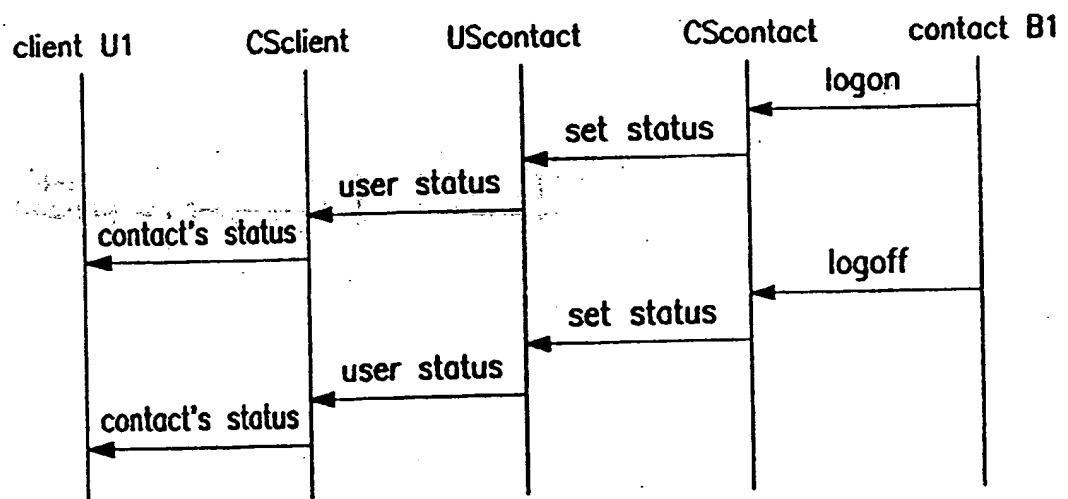 client U1 CSclient UScontact CScontact contact B1
logon
set status
user status
contact's status
logoff
set status
user status
contact's status